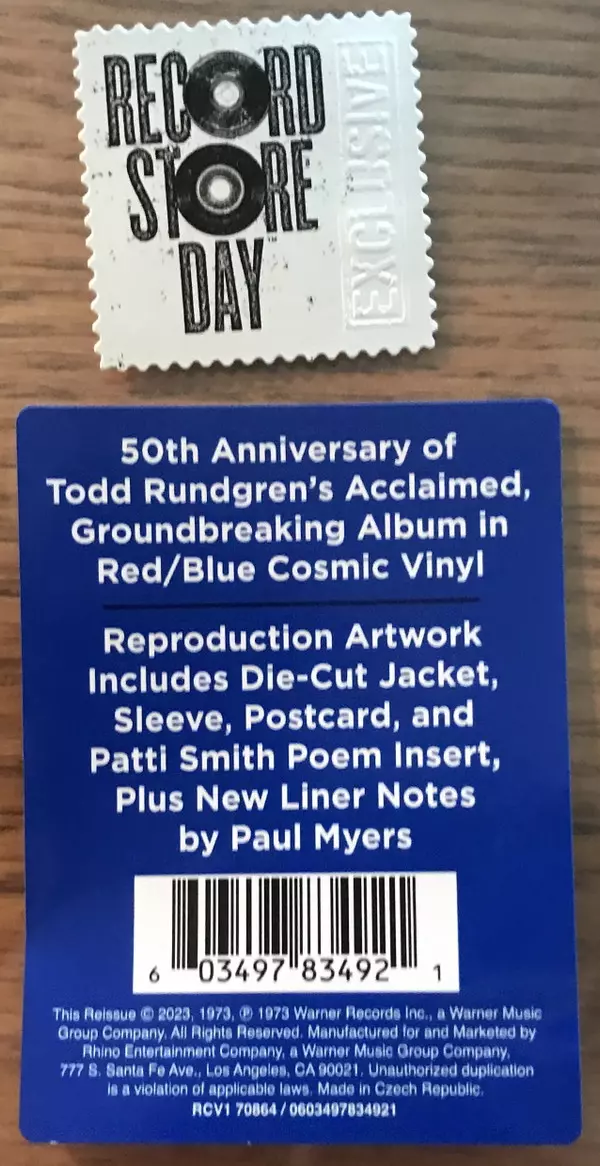 RECORD
STORE
DAY™
EXCLUSIVE
50th Anniversary of
Todd Rundgren's Acclaimed,
Groundbreaking Album in
Red/Blue Cosmic Vinyl
Reproduction Artwork
Includes Die-Cut Jacket,
Sleeve, Postcard, and
Patti Smith Poem Insert,
Plus New Liner Notes
by Paul Myers
6 03497 83492 1
This Reissue © 2023, 1973, ℗ 1973 Warner Records Inc., a Warner Music
Group Company. All Rights Reserved. Manufactured for and Marketed by
Rhino Entertainment Company, a Warner Music Group Company,
777 S. Santa Fe Ave., Los Angeles, CA 90021. Unauthorized duplication
is a violation of applicable laws. Made in Czech Republic.
RCV1 70864 / 0603497834921